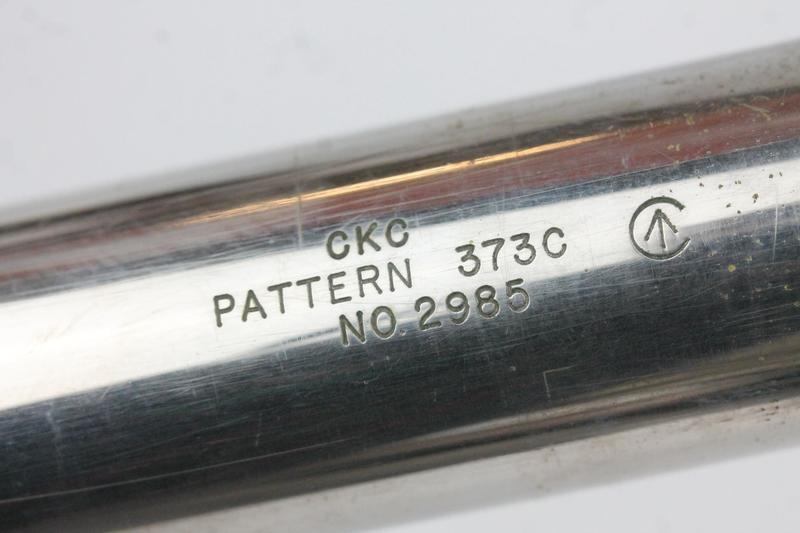 CKC
PATTERN 373C
NO. 2985